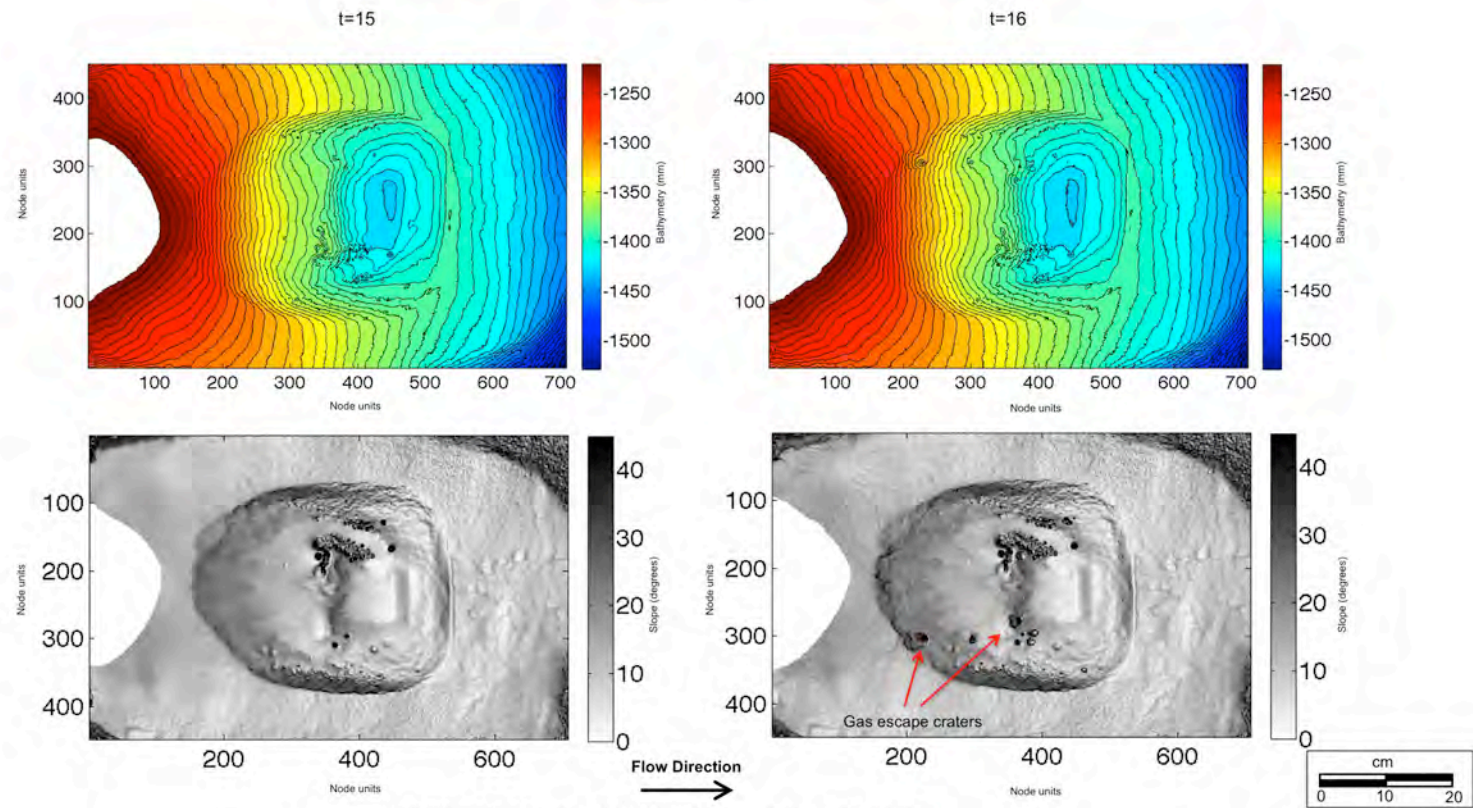 t=15
t=16
400
300
200
100
100 200 300 400 500 600 700
Node units
Node units
-1250
-1300
-1350
-1400
-1450
-1500
Bathymetry (mm)
400
300
200
100
100 200 300 400 500 600 700
Node units
Node units
-1250
-1300
-1350
-1400
-1450
-1500
Bathymetry (mm)
100
200
300
400
200 400 600
Node units
Node units
40
30
20
10
0
Slope (degrees)
100
200
300
400
200 400 600
Node units
Node units
Gas escape craters
40
30
20
10
0
Slope (degrees)
Flow Direction
cm
0 10 20